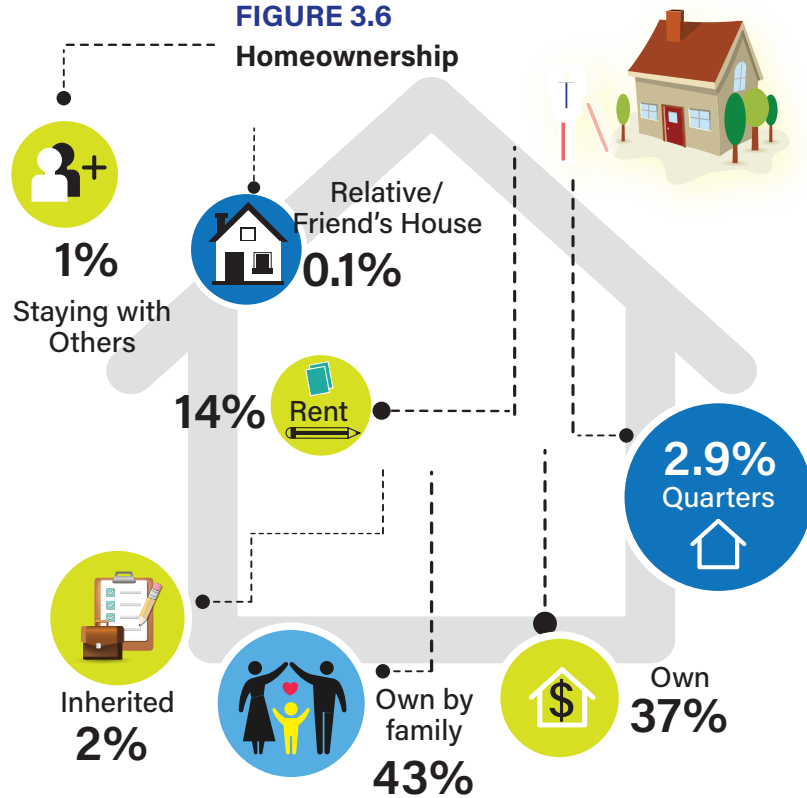 FIGURE 3.6
Homeownership
1%
Staying with
Others
Relative/
Friend's House
0.1%
14%
Rent
2.9%
Quarters
Inherited
2%
Own by
family
43%
$
Own
37%